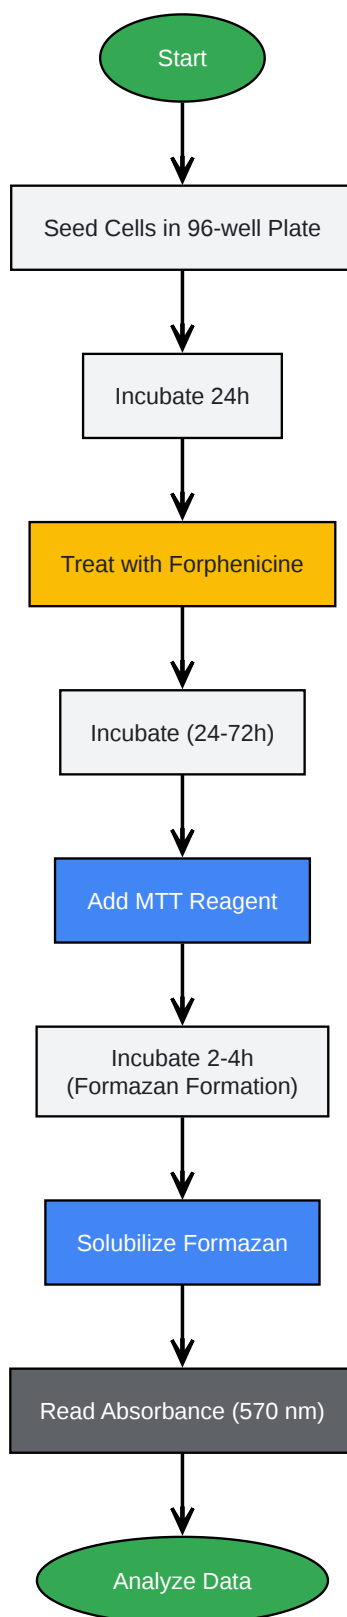 Start
Seed Cells in 96-well Plate
Incubate 24h
Treat with Forphenicine
Incubate (24-72h)
Add MTT Reagent
Incubate 2-4h
(Formazan Formation)
Solubilize Formazan
Read Absorbance (570 nm)
Analyze Data